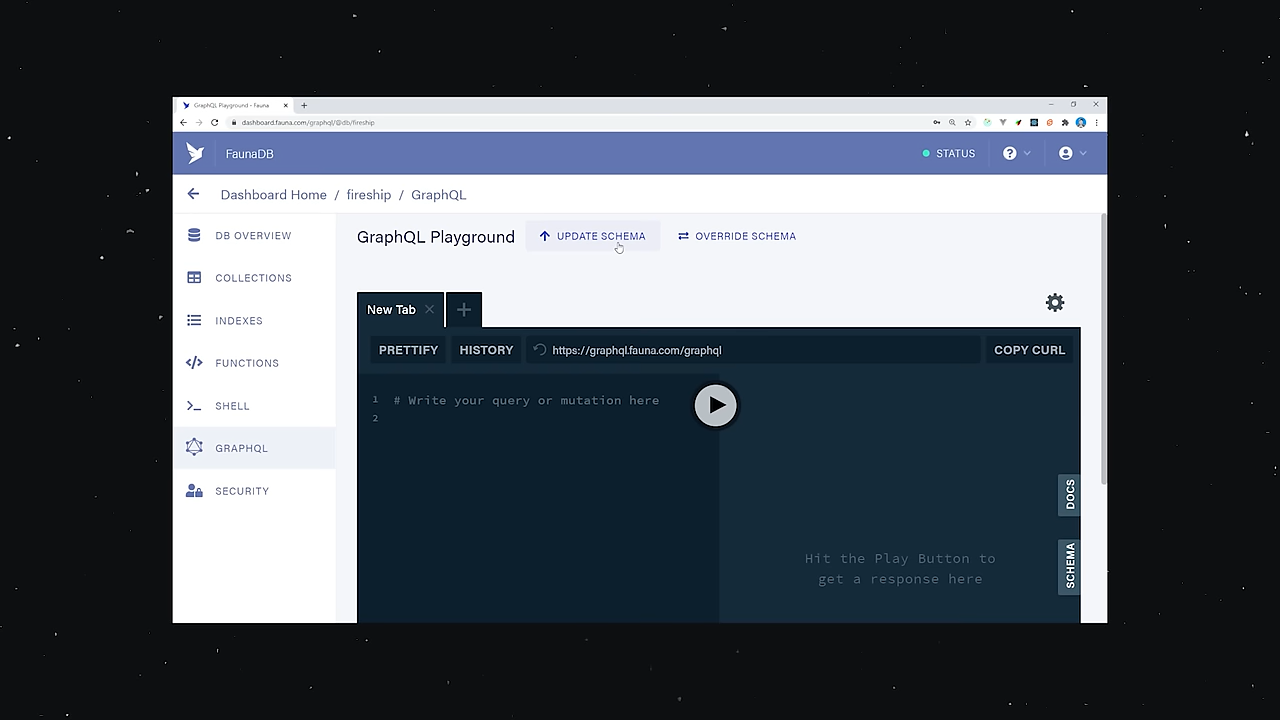 GraphQL Playground - Fauna
dashboard.fauna.com/graphql/@db/fireship
FaunaDB
STATUS
Dashboard Home / fireship / GraphQL
DB OVERVIEW
COLLECTIONS
INDEXES
FUNCTIONS
SHELL
GRAPHQL
SECURITY
GraphQL Playground
UPDATE SCHEMA
OVERRIDE SCHEMA
New Tab
PRETTIFY
HISTORY
https://graphql.fauna.com/graphql
COPY CURL
1 # Write your query or mutation here
2
Hit the Play Button to
get a response here
DOCS
SCHEMA